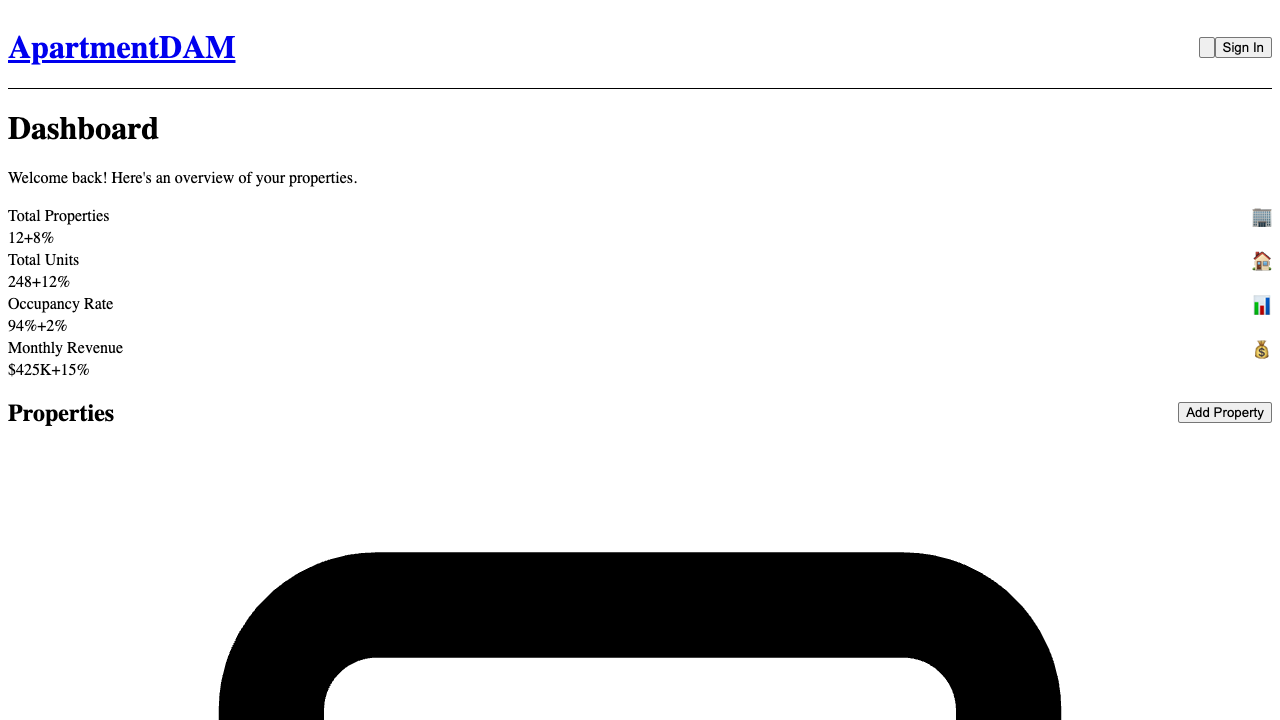 ApartmentDAM
Sign In
Dashboard
Welcome back! Here's an overview of your properties.
Total Properties
12+8%
Total Units
248+12%
Occupancy Rate
94%+2%
Monthly Revenue
$425K+15%
Properties
Add Property